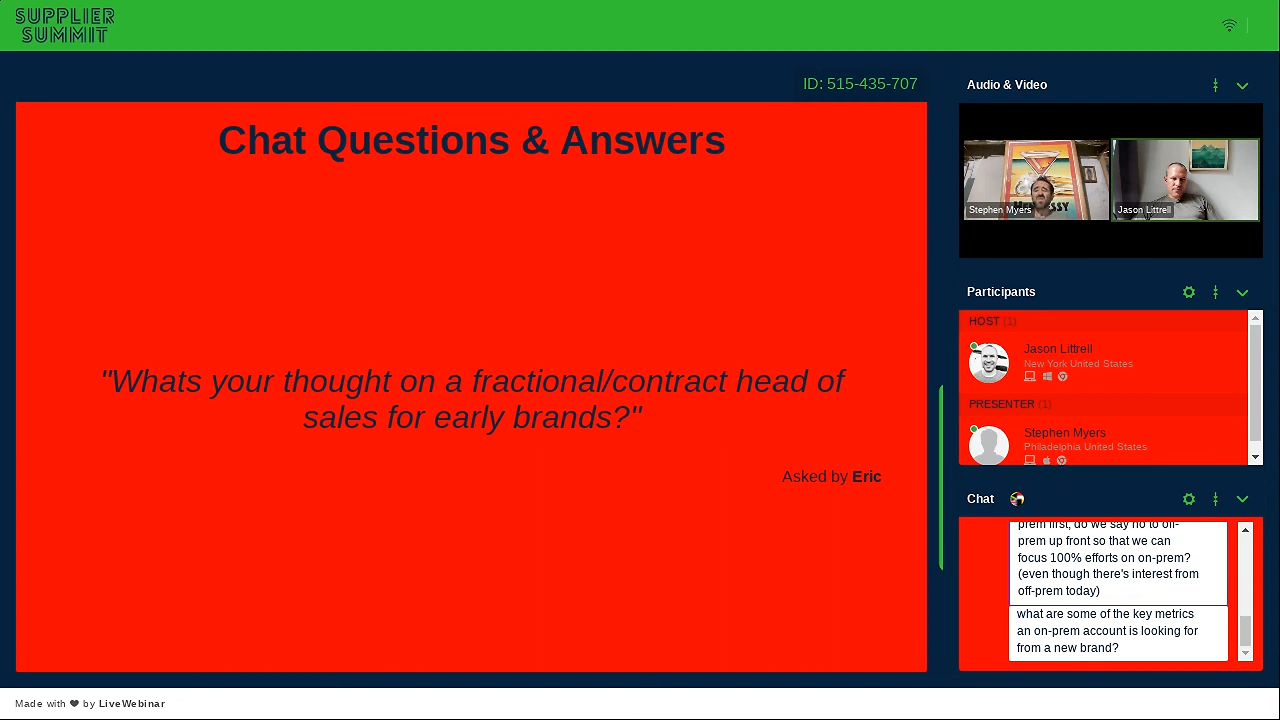 SUPPLIER
SUMMIT
ID: 515-435-707
Chat Questions & Answers
"Whats your thought on a fractional/contract head of
sales for early brands?"
Asked by Eric
Audio & Video
Stephen Myers
Jason Littrell
Participants
HOST (1)
Jason Littrell
New York United States
PRESENTER (1)
Stephen Myers
Philadelphia United States
Chat
prem first, do we say no to off-
prem up front so that we can
focus 100% efforts on on-prem?
(even though there's interest from
off-prem today)
what are some of the key metrics
an on-prem account is looking for
from a new brand?
Made with ❤ by LiveWebinar